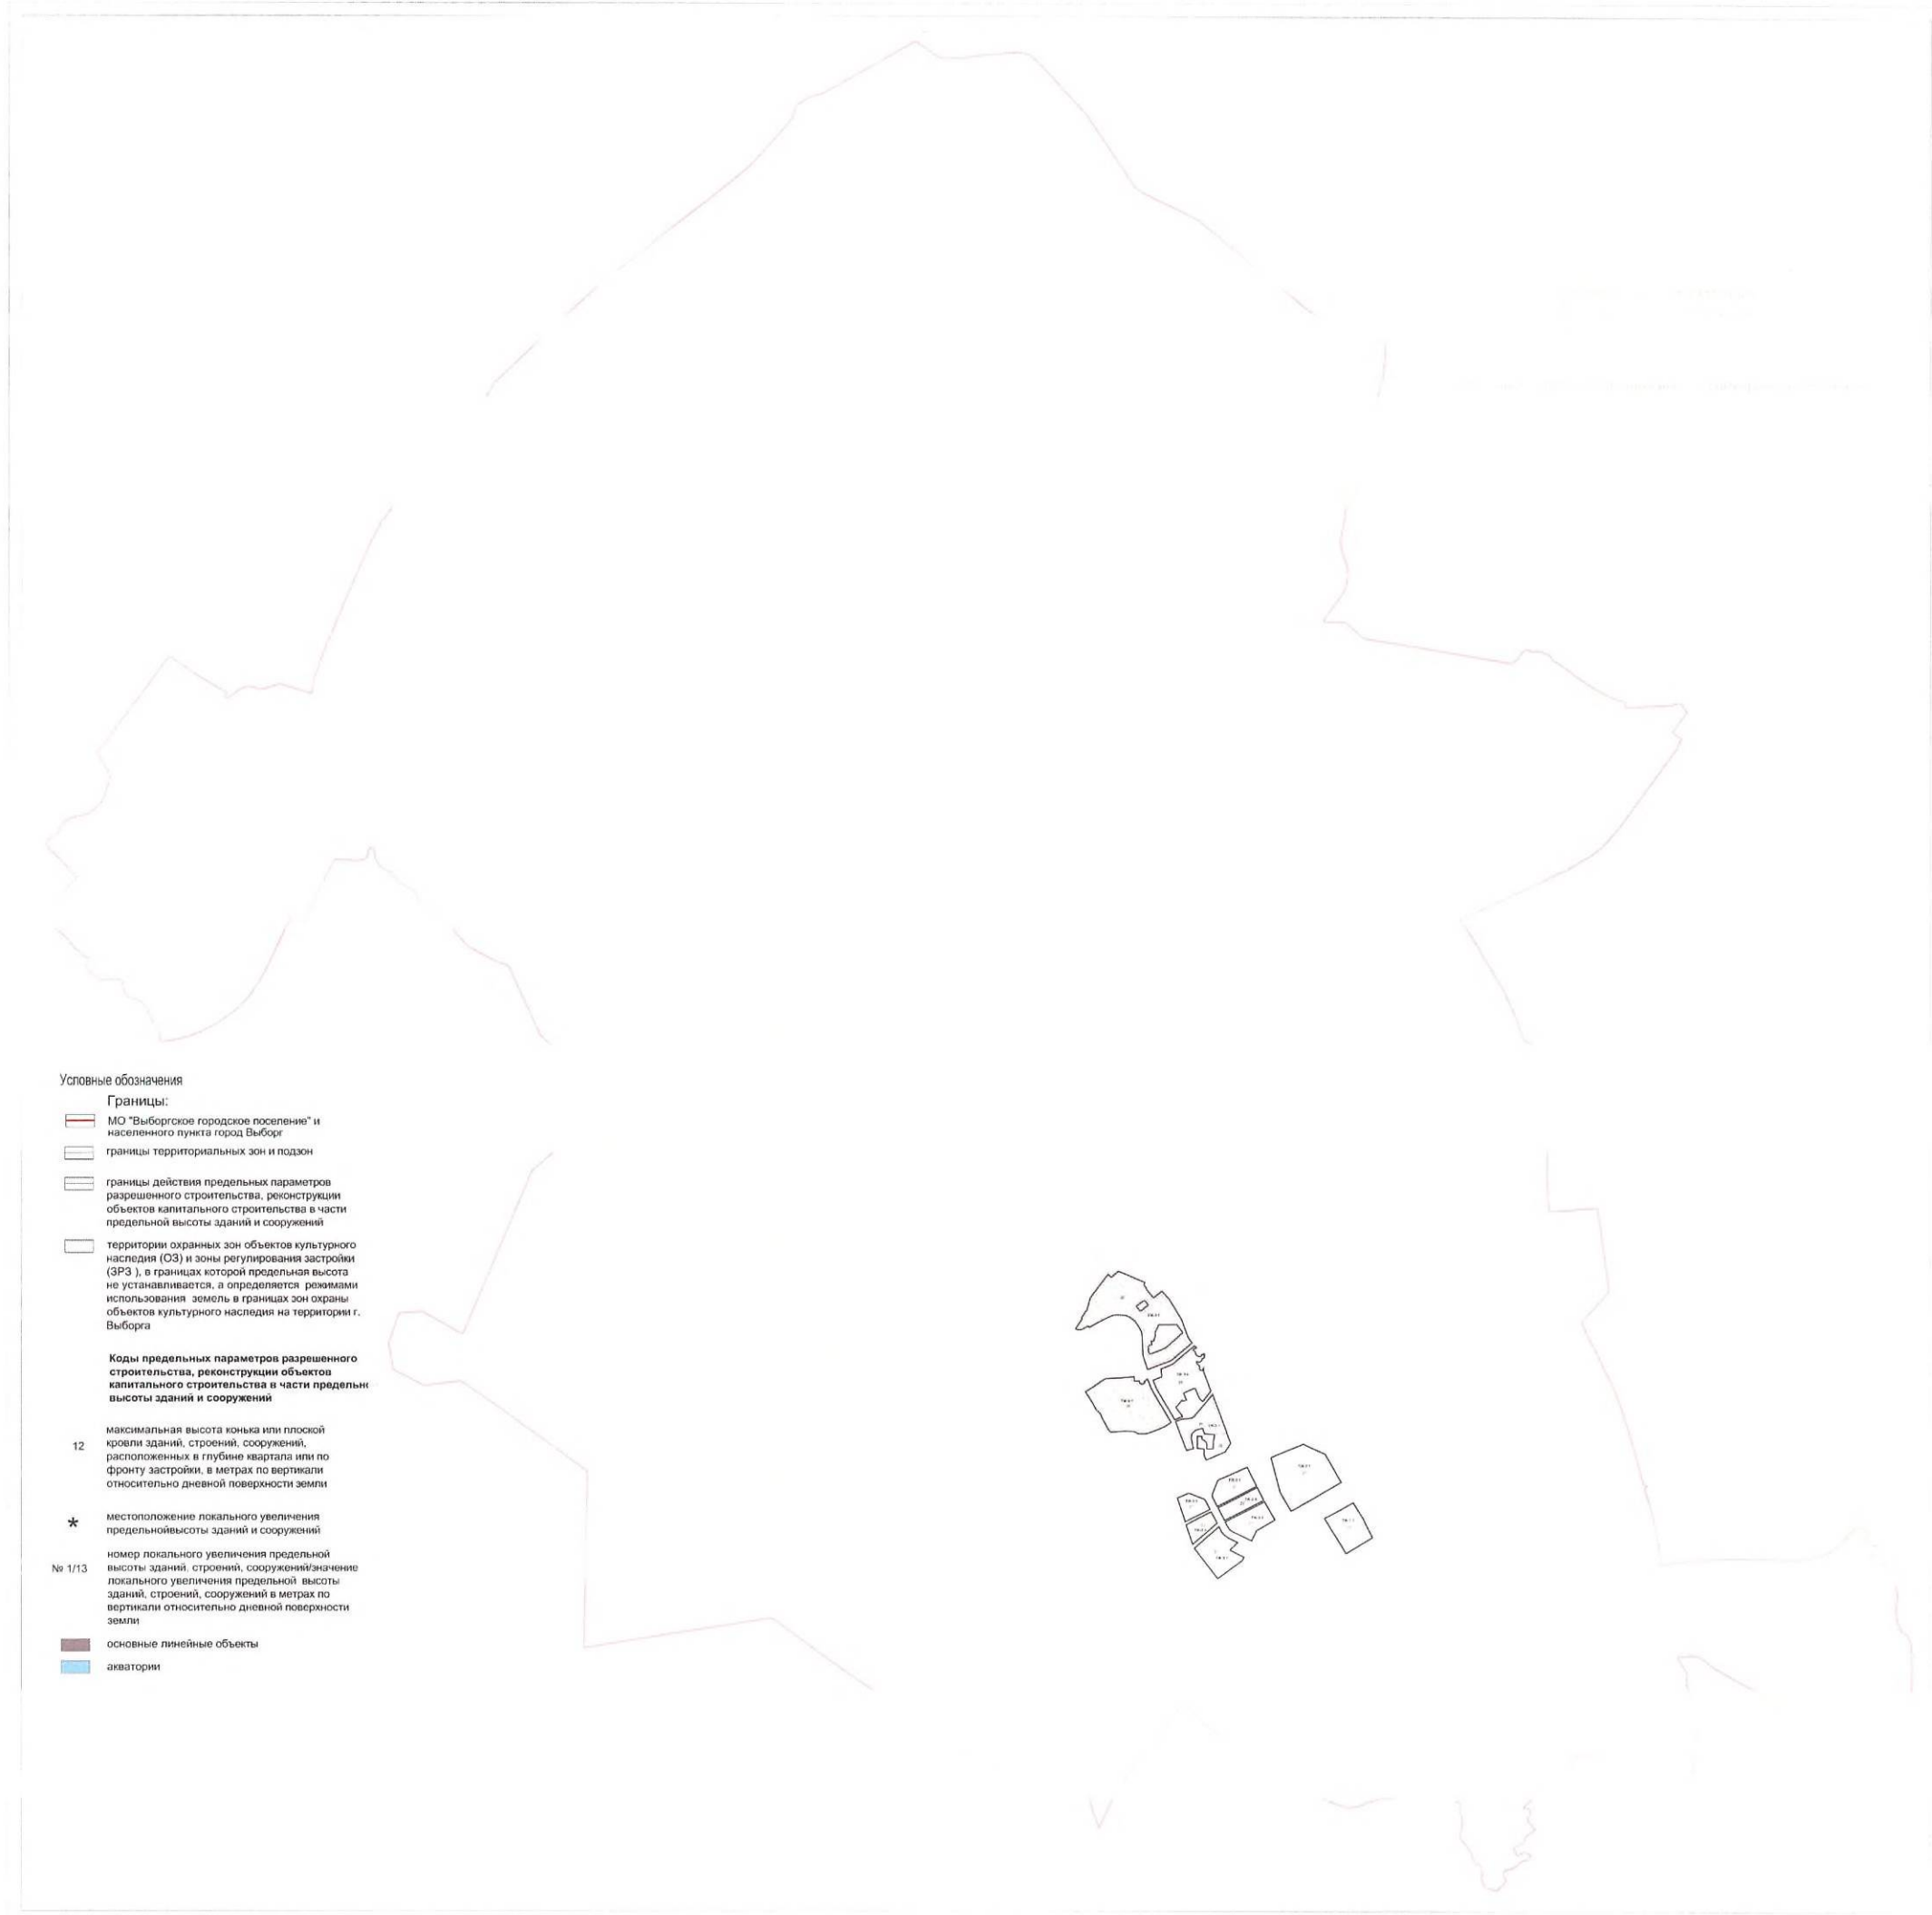 Условные обозначения
Границы:
МО "Выборгское городское поселение" и
населенного пункта город Выборг
границы территориальных зон и подзон
границы действия предельных параметров
разрешенного строительства, реконструкции
объектов капитального строительства в части
предельной высоты зданий и сооружений
территории охранных зон объектов культурного
наследия (ОЗ) и зоны регулирования застройки
(ЗРЗ ), в границах которой предельная высота
не устанавливается, а определяется режимами
использования земель в границах зон охраны
объектов культурного наследия на территории г.
Выборга
Коды предельных параметров разрешенного
строительства, реконструкции объектов
капитального строительства в части предельн
высоты зданий и сооружений
12
максимальная высота конька или плоской
кровли зданий, строений, сооружений,
расположенных в глубине квартала или по
фронту застройки, в метрах по вертикали
относительно дневной поверхности земли
*
местоположение локального увеличения
предельнойвысоты зданий и сооружений
№ 1/13
номер локального увеличения предельной
высоты зданий, строений, сооружений/значение
локального увеличения предельной высоты
зданий, строений, сооружений в метрах по
вертикали относительно дневной поверхности
земли
основные линейные объекты
акватории